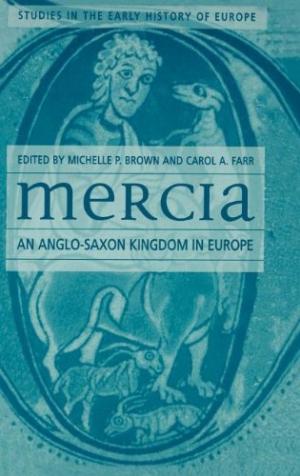 STUDIES IN THE EARLY HISTORY OF EUROPE
EDITED BY MICHELLE P. BROWN AND CAROL A. FARR
meRCIa
AN ANGLO-SAXON KINGDOM IN EUROPE